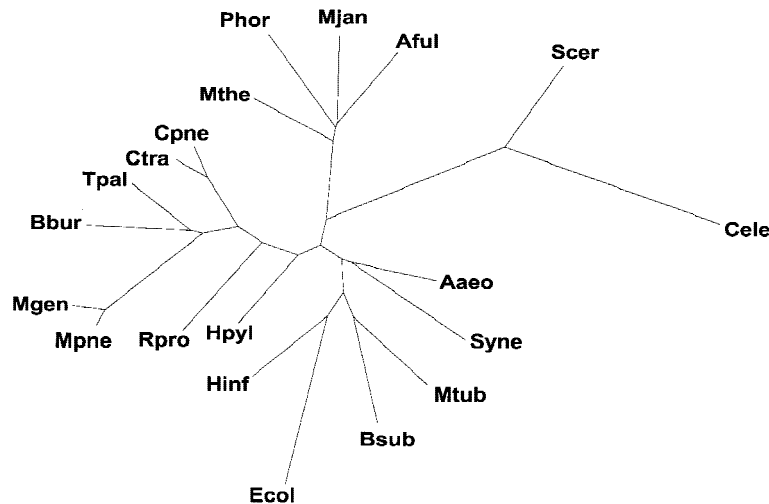 Phor
Mjan
Aful
Scer
Mthe
Cpne
Ctra
Tpal
Bbur
Cele
Aaeo
Mgen
Mpne
Rpro
Hpyl
Syne
Hinf
Mtub
Bsub
Ecol